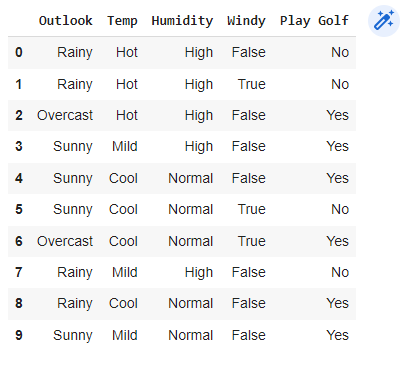 Outlook Temp Humidity Windy Play Golf
0 Rainy Hot High False No
1 Rainy Hot High True No
2 Overcast Hot High False Yes
3 Sunny Mild High False Yes
4 Sunny Cool Normal False Yes
5 Sunny Cool Normal True No
6 Overcast Cool Normal True Yes
7 Rainy Mild High False No
8 Rainy Cool Normal False Yes
9 Sunny Mild Normal False Yes